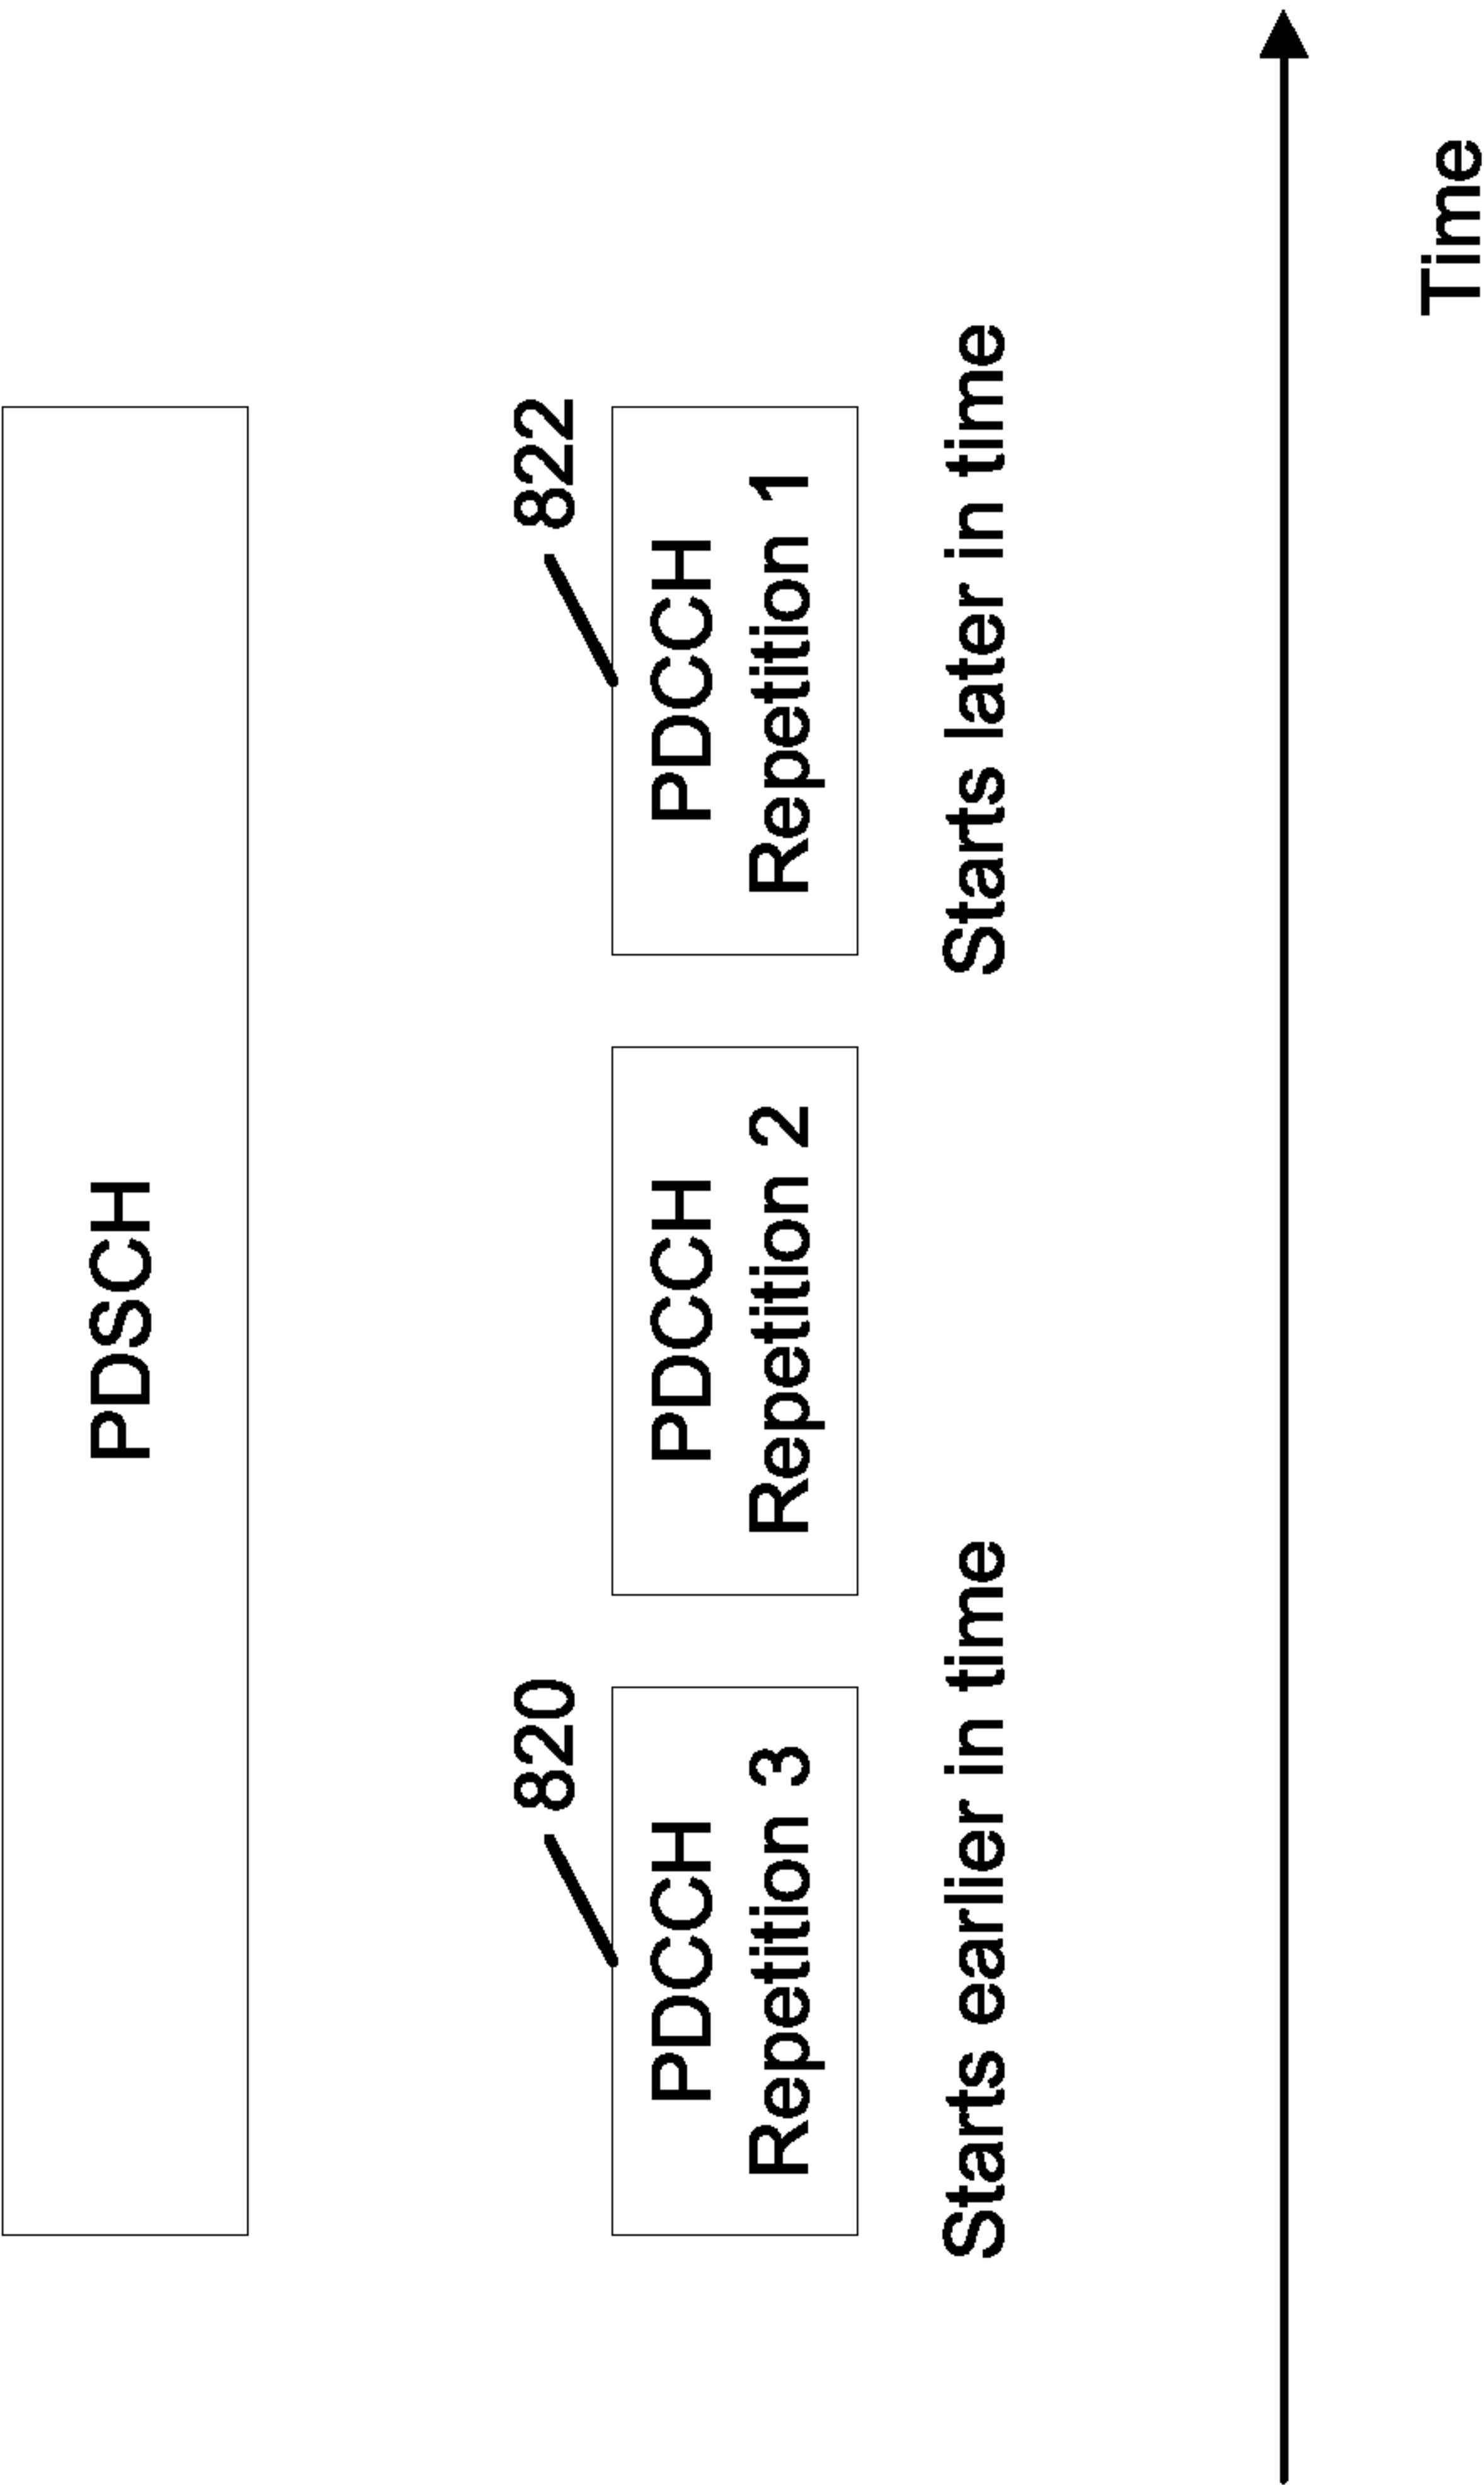 PDSCH
820
822
PDCCH
Repetition 3
PDCCH
Repetition 2
PDCCH
Repetition 1
Starts earlier in time
Starts later in time
Time